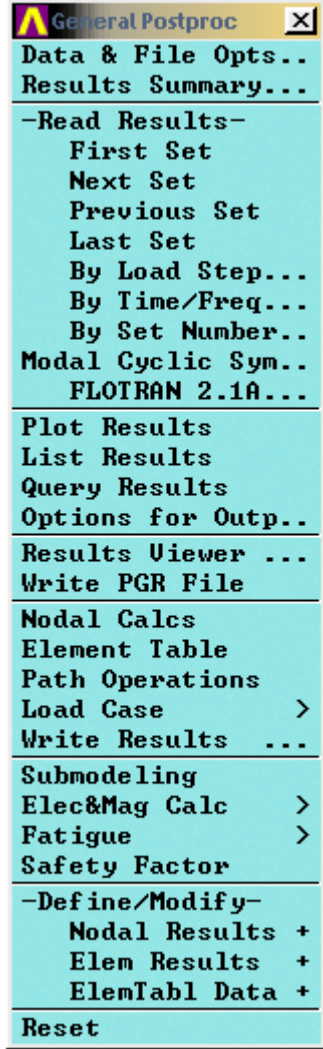 General Postproc
Data & File Opts..
Results Summary...
-Read Results-
First Set
Next Set
Previous Set
Last Set
By Load Step...
By Time/Freq...
By Set Number..
Modal Cyclic Sym..
FLOTRAN 2.1A...
Plot Results
List Results
Query Results
Options for Outp..
Results Viewer ...
Write PGR File
Nodal Calcs
Element Table
Path Operations
Load Case >
Write Results ...
Submodeling
Elec&Mag Calc >
Fatigue >
Safety Factor
-Define/Modify-
Nodal Results +
Elem Results +
ElemTabl Data +
Reset